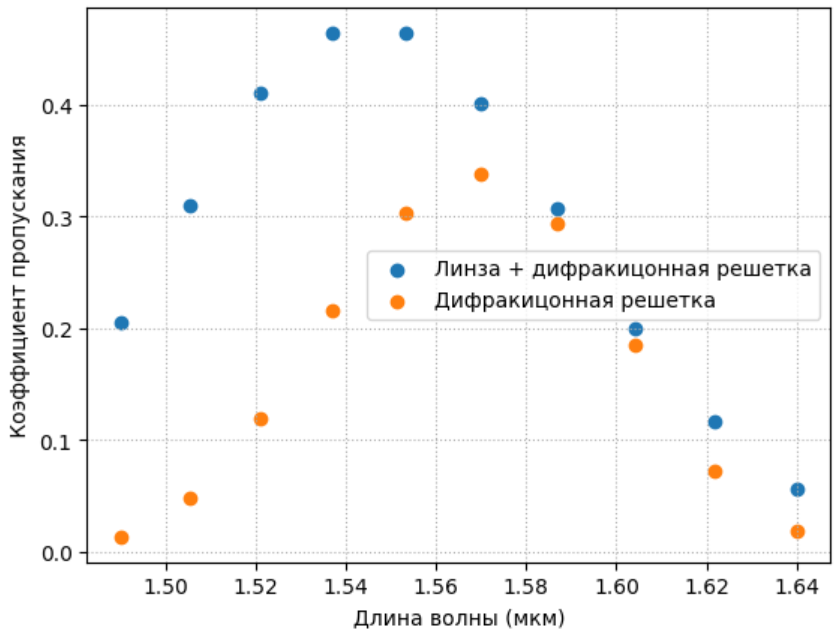 Коэффициент пропускания
0.4
0.3
0.2
0.1
0.0
Линза + дифракицонная решетка
Дифракицонная решетка
1.50 1.52 1.54 1.56 1.58 1.60 1.62 1.64
Длина волны (мкм)